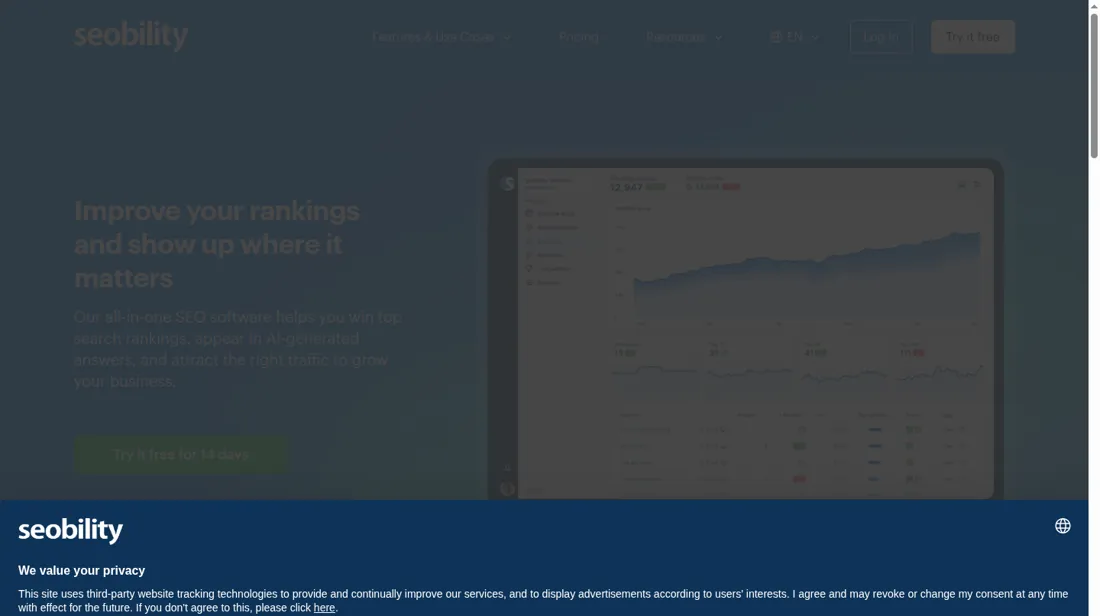 seobility
Features & Use Cases
Pricing
Resources
EN
Log in
Try it free
Improve your rankings
and show up where it
matters
Our all-in-one SEO software helps you win top
search rankings, appear in AI-generated
answers, and attract the right traffic to grow
your business.
Try it free for 14 days
seobility
We value your privacy
This site uses third-party website tracking technologies to provide and continually improve our services, and to display advertisements according to users' interests. I agree and may revoke or change my consent at any time
with effect for the future. If you don't agree to this, please click here.